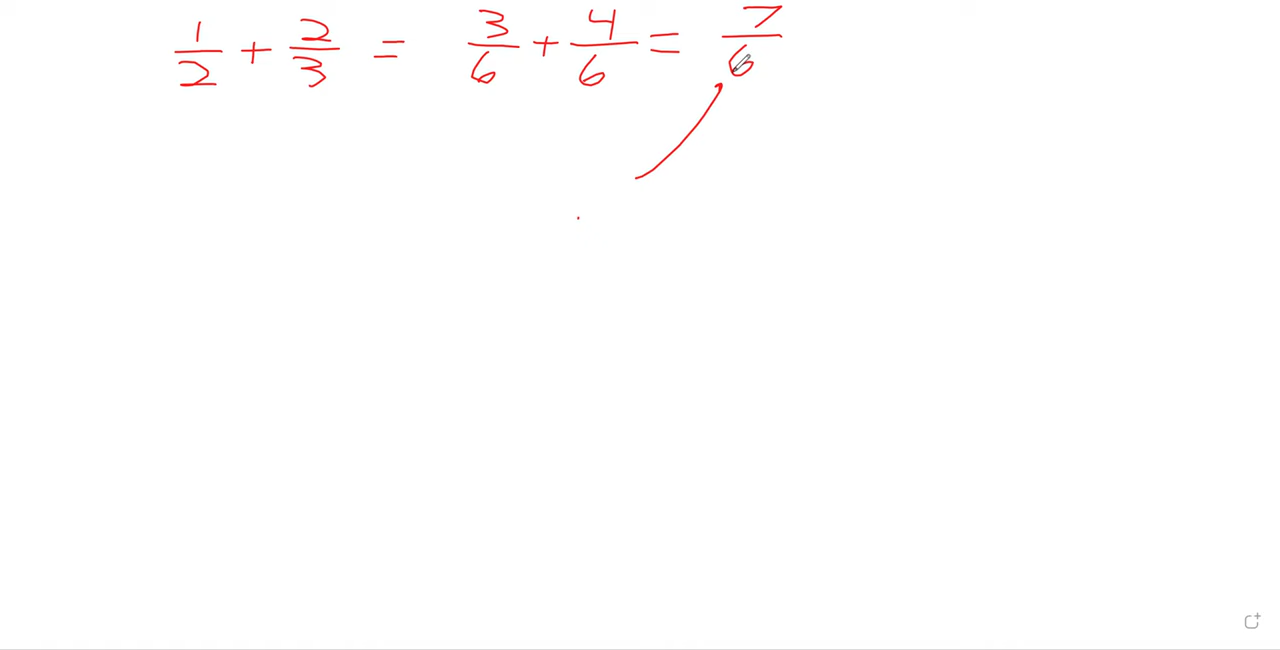 1/2 + 2/3 = 3/6 + 4/6 = 7/6